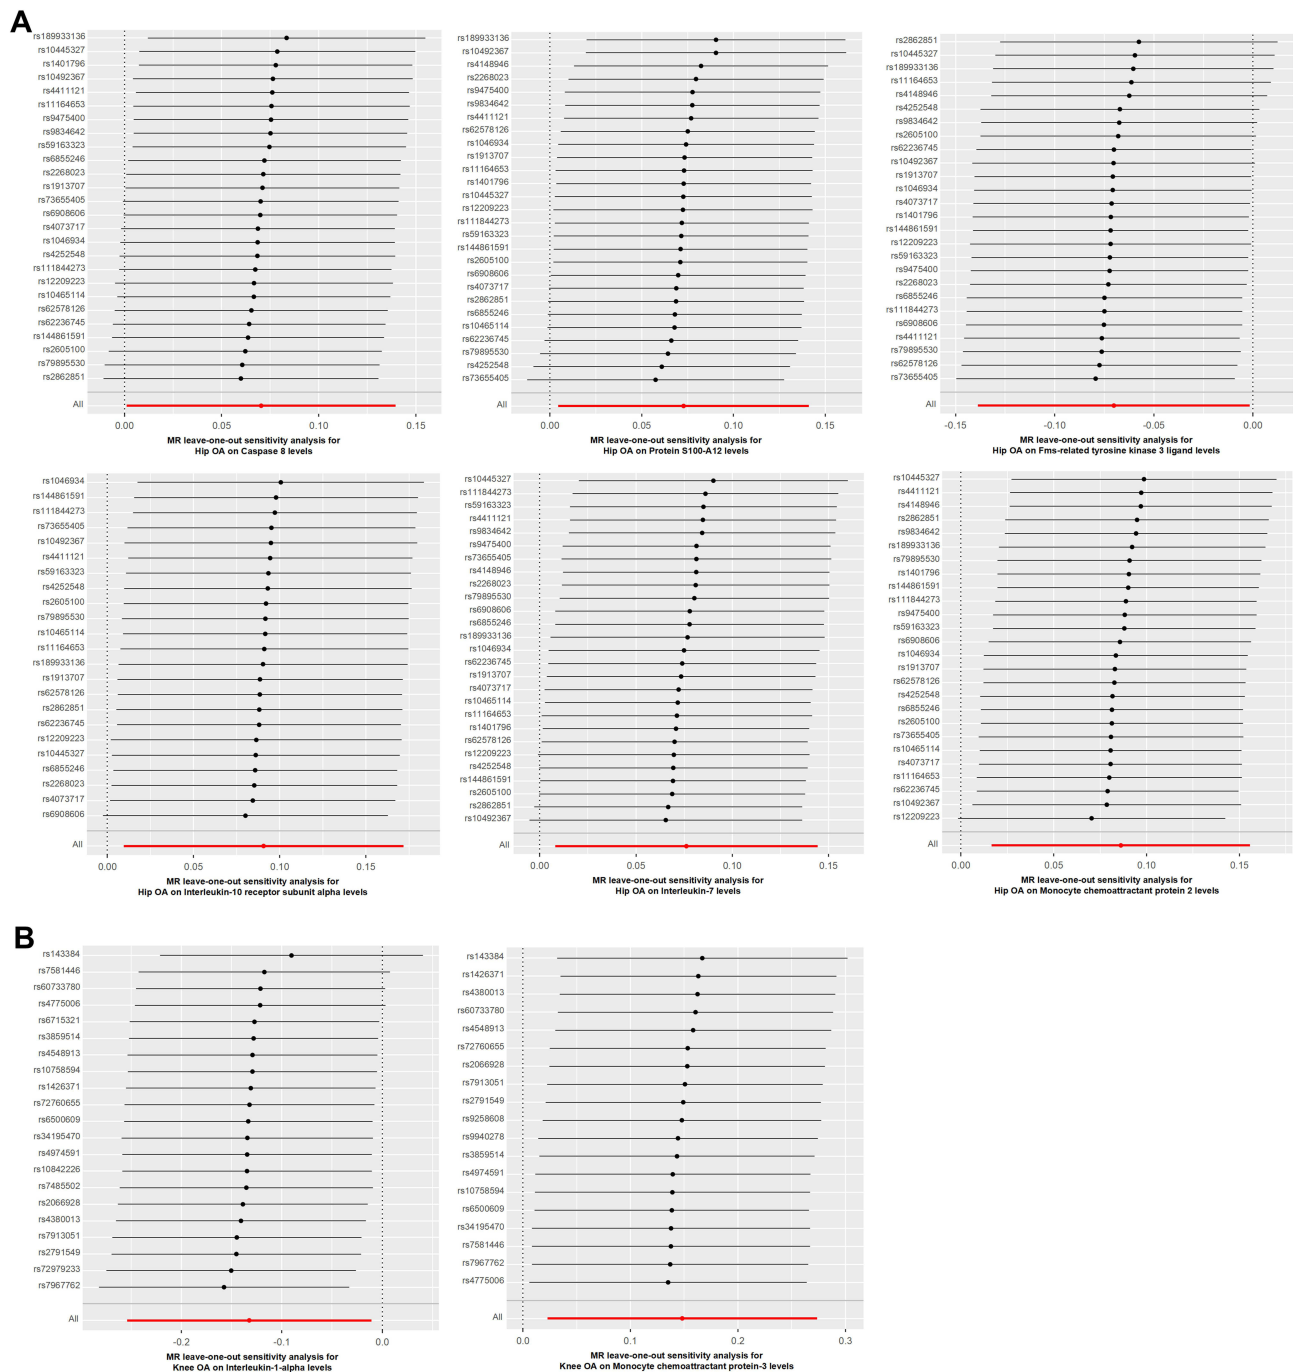 A
rs189933136
rs10445327
rs1401796
rs10492367
rs4411121
rs11164653
rs9475400
rs9834642
rs59163323
rs6855246
rs2268023
rs1913707
rs73655405
rs6908606
rs4073717
rs1046934
rs4252548
rs111844273
rs12209223
rs10465114
rs62578126
rs62236745
rs144861591
rs2605100
rs79895530
rs2862851
All
0.00 0.05 0.10 0.15
MR leave-one-out sensitivity analysis for
Hip OA on Caspase 8 levels
rs189933136
rs10492367
rs4148946
rs2268023
rs9475400
rs9834642
rs4411121
rs62578126
rs1046934
rs1913707
rs11164653
rs1401796
rs10445327
rs12209223
rs111844273
rs59163323
rs144861591
rs2605100
rs6908606
rs4073717
rs2862851
rs6855246
rs10465114
rs62236745
rs79895530
rs4252548
rs73655405
All
0.00 0.05 0.10 0.15
MR leave-one-out sensitivity analysis for
Hip OA on Protein S100-A12 levels
rs2862851
rs10445327
rs189933136
rs11164653
rs4148946
rs4252548
rs9834642
rs2605100
rs62236745
rs10492367
rs1913707
rs1046934
rs4073717
rs1401796
rs144861591
rs12209223
rs59163323
rs9475400
rs2268023
rs6855246
rs111844273
rs6908606
rs4411121
rs79895530
rs62578126
rs73655405
All
-0.15 -0.10 -0.05 0.00
MR leave-one-out sensitivity analysis for
Hip OA on Fms-related tyrosine kinase 3 ligand levels
rs1046934
rs144861591
rs111844273
rs73655405
rs10492367
rs4411121
rs59163323
rs4252548
rs2605100
rs79895530
rs10465114
rs11164653
rs189933136
rs1913707
rs62578126
rs2862851
rs62236745
rs12209223
rs10445327
rs6855246
rs2268023
rs4073717
rs6908606
All
0.00 0.05 0.10 0.15
MR leave-one-out sensitivity analysis for
Hip OA on Interleukin-10 receptor subunit alpha levels
rs10445327
rs111844273
rs59163323
rs4411121
rs9834642
rs9475400
rs73655405
rs4148946
rs2268023
rs79895530
rs6908606
rs6855246
rs189933136
rs1046934
rs62236745
rs1913707
rs4073717
rs10465114
rs11164653
rs1401796
rs62578126
rs12209223
rs4252548
rs144861591
rs2605100
rs2862851
rs10492367
All
0.00 0.05 0.10 0.15
MR leave-one-out sensitivity analysis for
Hip OA on Interleukin-7 levels
rs10445327
rs4411121
rs4148946
rs2862851
rs9834642
rs189933136
rs79895530
rs1401796
rs144861591
rs111844273
rs9475400
rs59163323
rs6908606
rs1046934
rs1913707
rs62578126
rs4252548
rs6855246
rs2605100
rs73655405
rs10465114
rs4073717
rs11164653
rs62236745
rs10492367
rs12209223
All
0.00 0.05 0.10 0.15
MR leave-one-out sensitivity analysis for
Hip OA on Monocyte chemoattractant protein 2 levels
B
rs143384
rs7581446
rs60733780
rs4775006
rs6715321
rs3859514
rs4548913
rs10758594
rs1426371
rs72760655
rs6500609
rs34195470
rs4974591
rs10842226
rs7485502
rs2066928
rs4380013
rs7913051
rs2791549
rs72979233
rs7967762
All
-0.2 -0.1 0.0
MR leave-one-out sensitivity analysis for
Knee OA on Interleukin-1-alpha levels
rs143384
rs1426371
rs4380013
rs60733780
rs4548913
rs72760655
rs2066928
rs7913051
rs2791549
rs9258608
rs9940278
rs3859514
rs4974591
rs10758594
rs6500609
rs34195470
rs7581446
rs7967762
rs4775006
All
0.0 0.1 0.2 0.3
MR leave-one-out sensitivity analysis for
Knee OA on Monocyte chemoattractant protein-3 levels